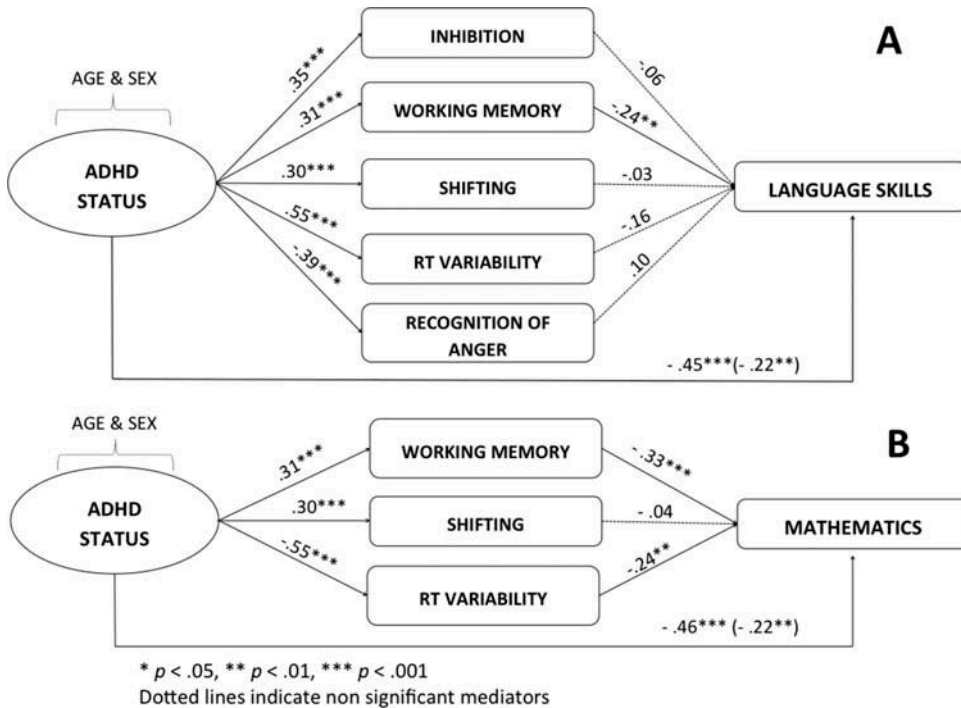 A
AGE & SEX
ADHD
STATUS
.35***
.31***
.30***
.55***
-.39***
INHIBITION
WORKING MEMORY
SHIFTING
RT VARIABILITY
RECOGNITION OF
ANGER
-.06
-.24**
-.03
-.16
.10
LANGUAGE SKILLS
- .45***(- .22**)
B
AGE & SEX
ADHD
STATUS
.31***
.30***
-.55***
WORKING MEMORY
SHIFTING
RT VARIABILITY
- .33***
- .04
-.24**
MATHEMATICS
- .46*** (- .22**)
* p < .05, ** p < .01, *** p < .001
Dotted lines indicate non significant mediators